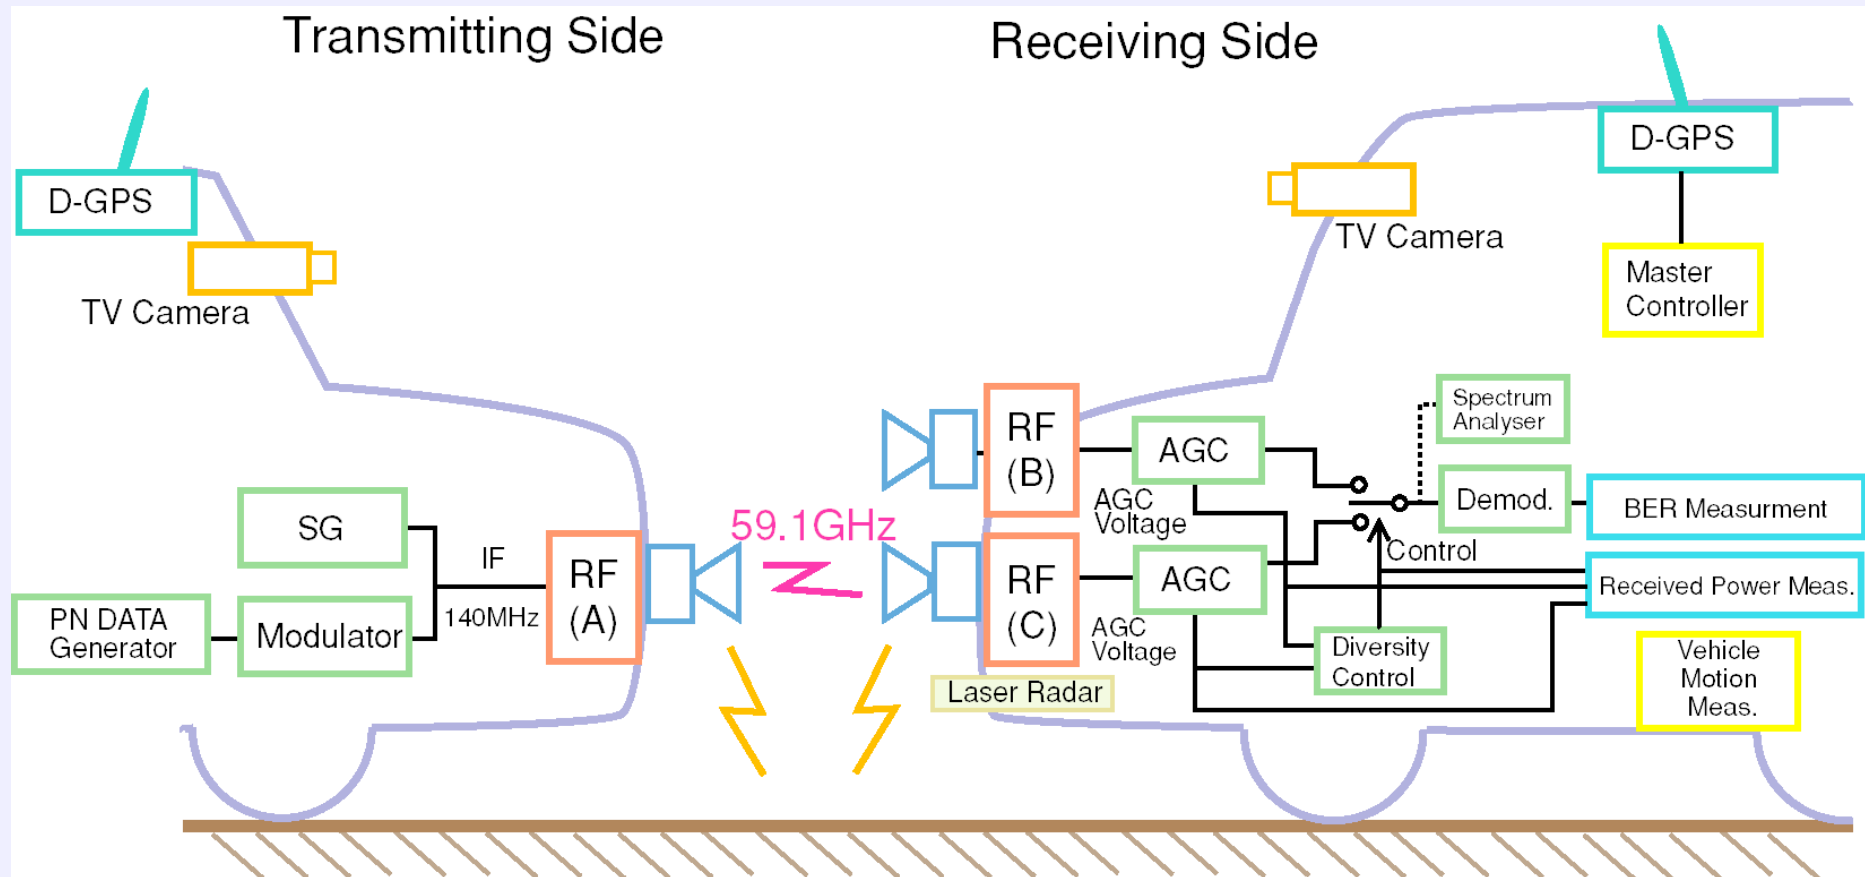 Transmitting Side
Receiving Side
D-GPS
TV Camera
SG
PN DATA
Generator
Modulator
IF
140MHz
RF
(A)
59.1GHz
D-GPS
TV Camera
Master
Controller
RF
(B)
AGC
AGC
Voltage
Spectrum
Analyser
Demod.
BER Measurment
Control
RF
(C)
AGC
AGC
Voltage
Received Power Meas.
Diversity
Control
Laser Radar
Vehicle
Motion
Meas.